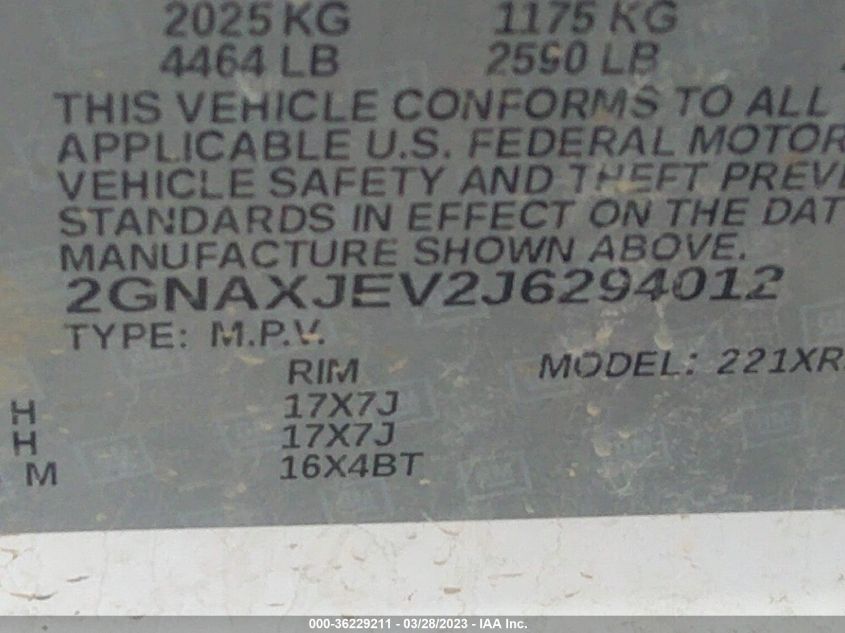 2025 KG 1175 KG
4464 LB 2590 LB
THIS VEHICLE CONFORMS TO ALL
APPLICABLE U.S. FEDERAL MOTOR
VEHICLE SAFETY AND THEFT PREVE
STANDARDS IN EFFECT ON THE DAT
MANUFACTURE SHOWN ABOVE.
2GNAXJEV2J6294012
TYPE: M.P.V.
RIM MODEL: 221XR
H 17X7J
H 17X7J
M 16X4BT
000-36229211 - 03/28/2023 - IAA Inc.